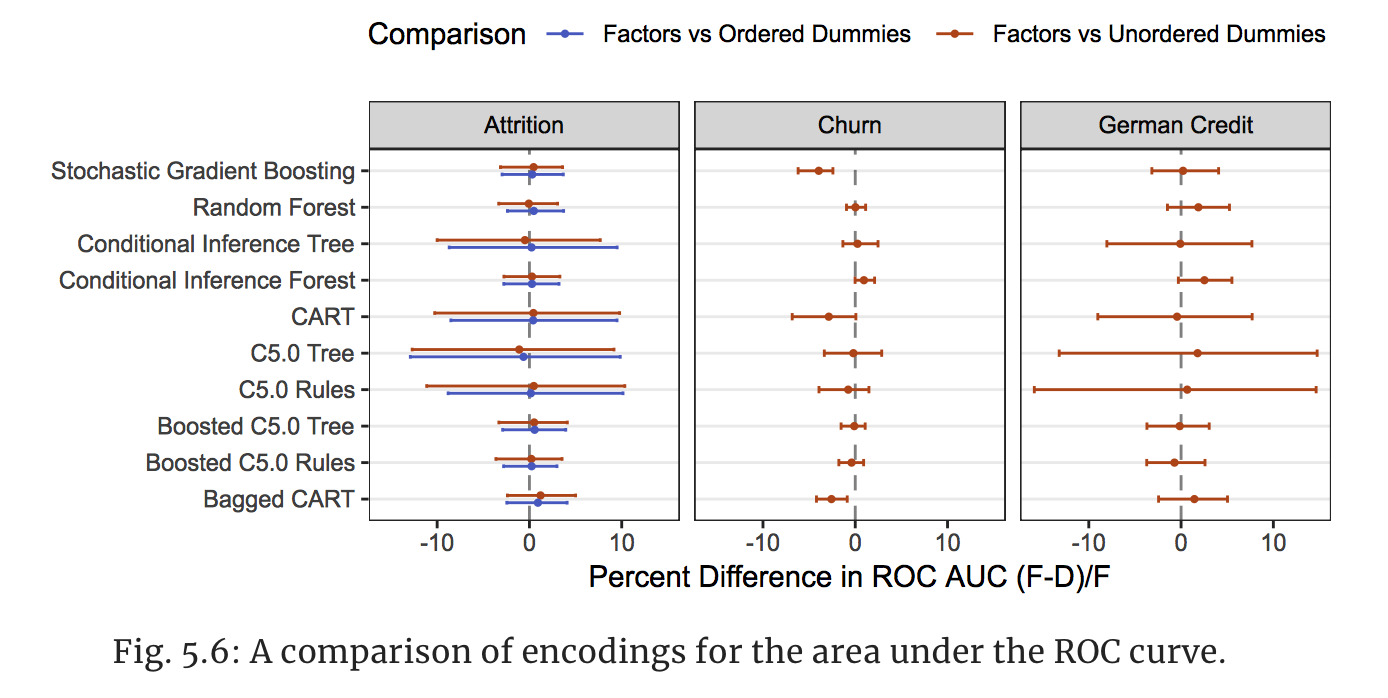 Comparison Factors vs Ordered Dummies Factors vs Unordered Dummies
Attrition Churn German Credit
Stochastic Gradient Boosting
Random Forest
Conditional Inference Tree
Conditional Inference Forest
CART
C5.0 Tree
C5.0 Rules
Boosted C5.0 Tree
Boosted C5.0 Rules
Bagged CART
-10 0 10 -10 0 10 -10 0 10
Percent Difference in ROC AUC (F-D)/F
Fig. 5.6: A comparison of encodings for the area under the ROC curve.